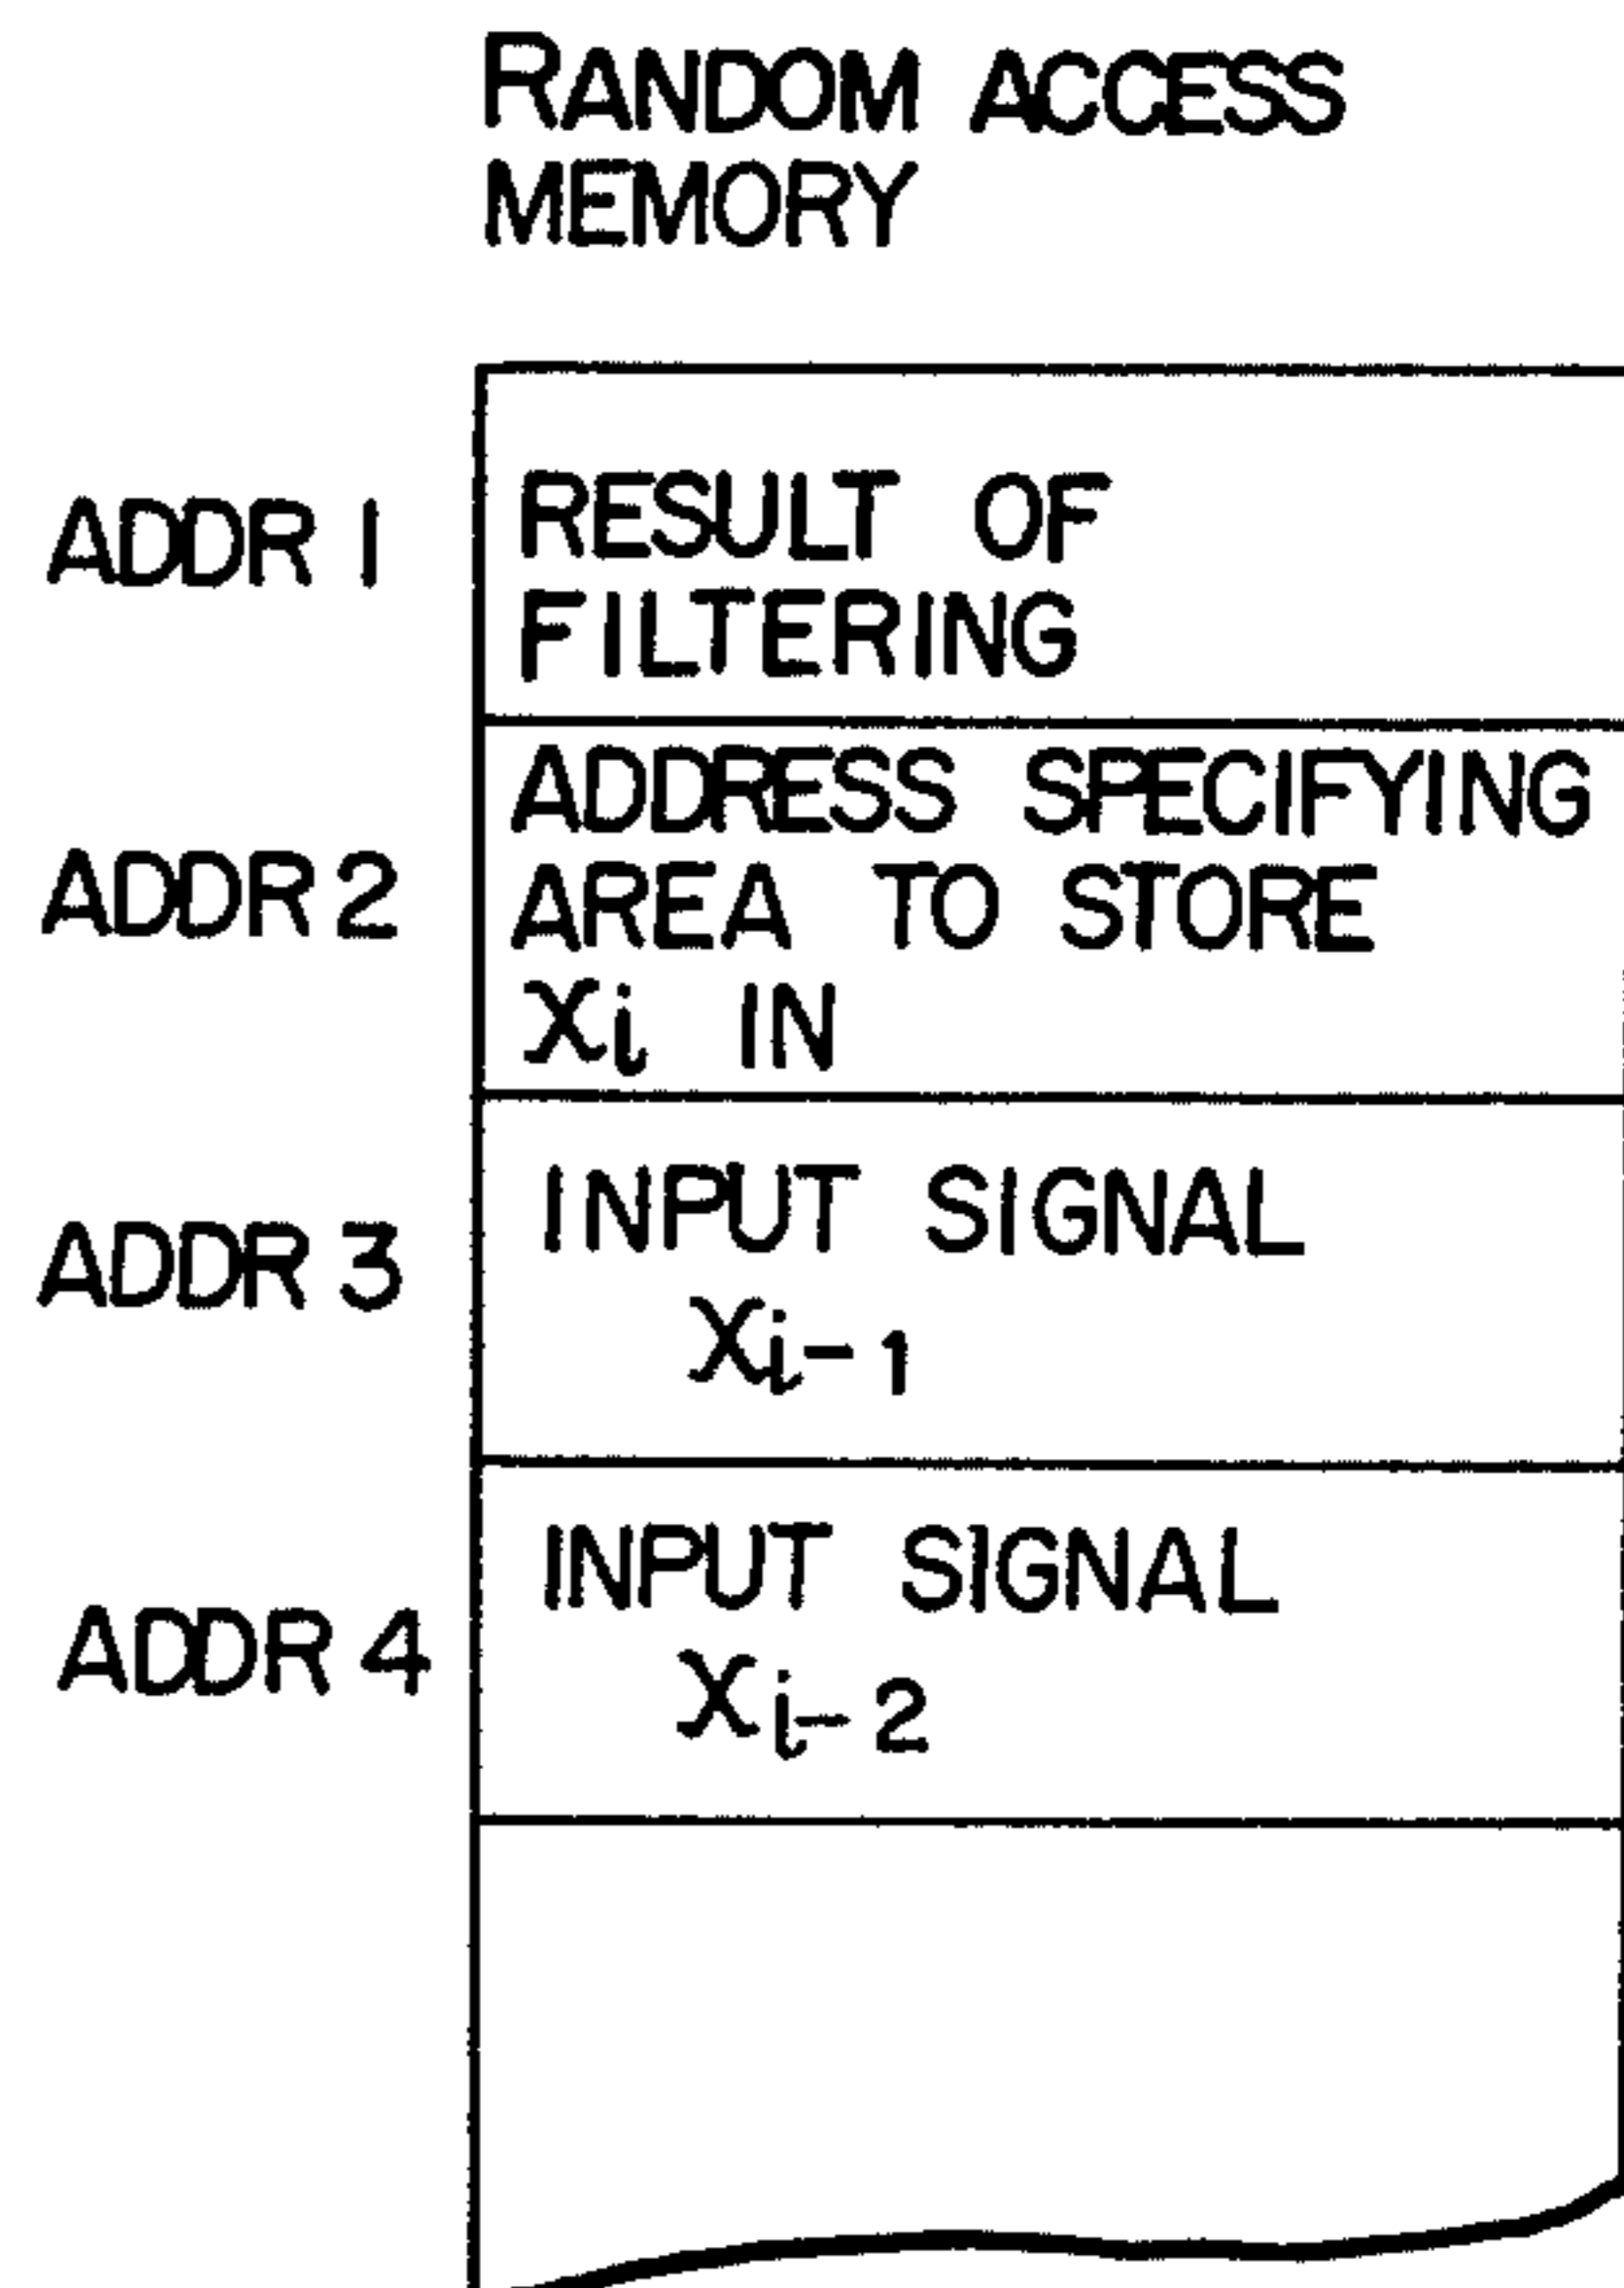 RANDOM ACCESS
MEMORY
ADDR 1
RESULT OF
FILTERING
ADDR 2
ADDRESS SPECIFYING
AREA TO STORE
Xi IN
ADDR 3
INPUT SIGNAL
Xi-1
ADDR 4
INPUT SIGNAL
Xi-2